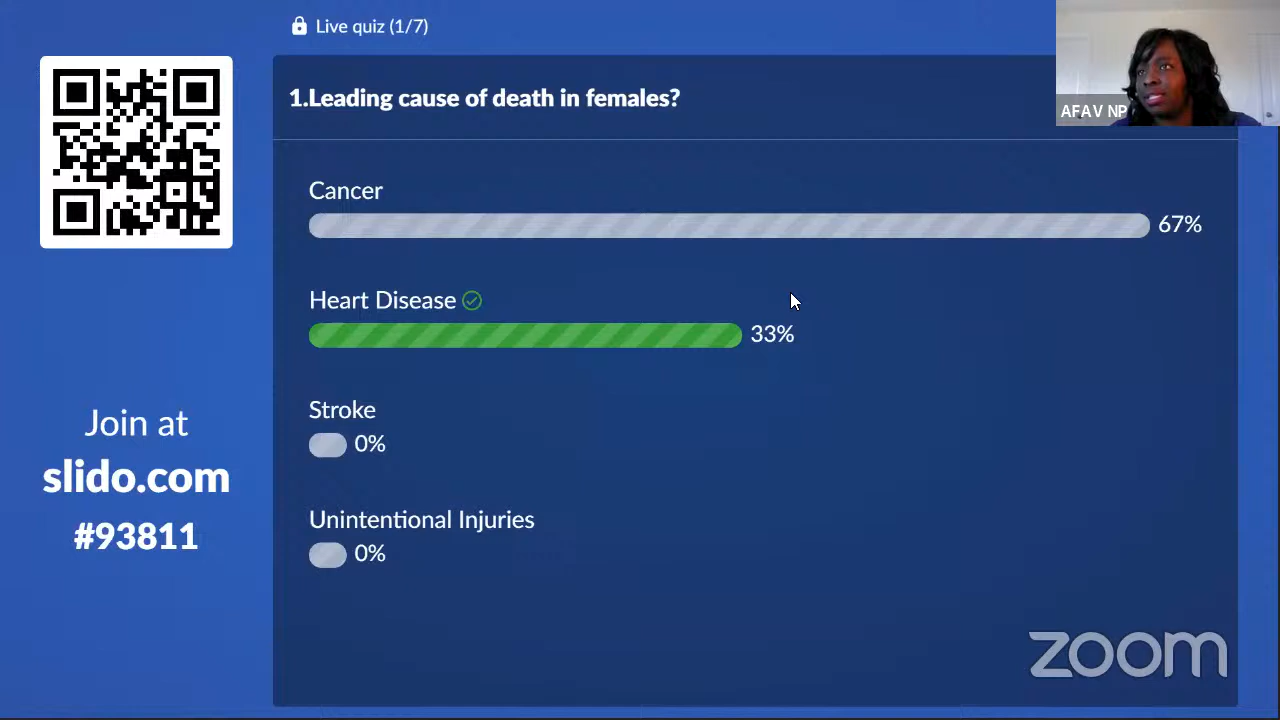 Live quiz (1/7)
1.Leading cause of death in females?
AFAV NP
Cancer
67%
Heart Disease
33%
Stroke
0%
Unintentional Injuries
0%
Join at
slido.com
#93811
zoom